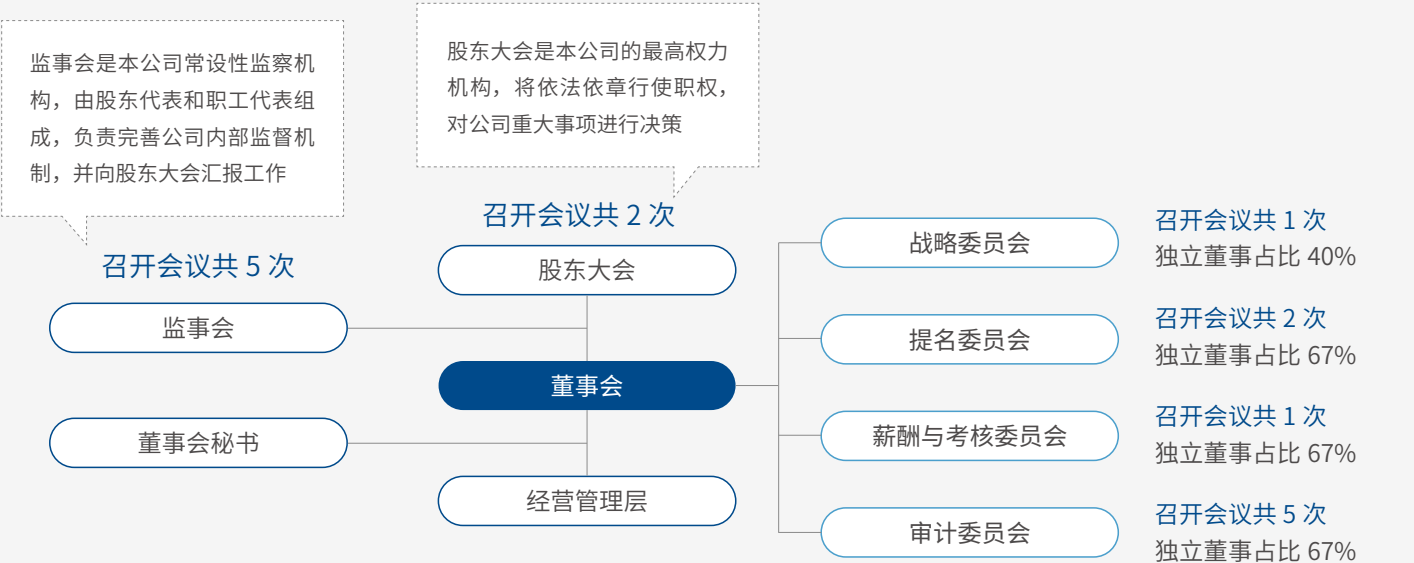 监事会是本公司常设性监察机
构，由股东代表和职工代表组
成，负责完善公司内部监督机
制，并向股东大会汇报工作
股东大会是本公司的最高权力
机构，将依法依章行使职权，
对公司重大事项进行决策
召开会议共 5 次
监事会
董事会秘书
召开会议共 2 次
股东大会
董事会
经营管理层
战略委员会
召开会议共 1 次
独立董事占比 40%
提名委员会
召开会议共 2 次
独立董事占比 67%
薪酬与考核委员会
召开会议共 1 次
独立董事占比 67%
审计委员会
召开会议共 5 次
独立董事占比 67%